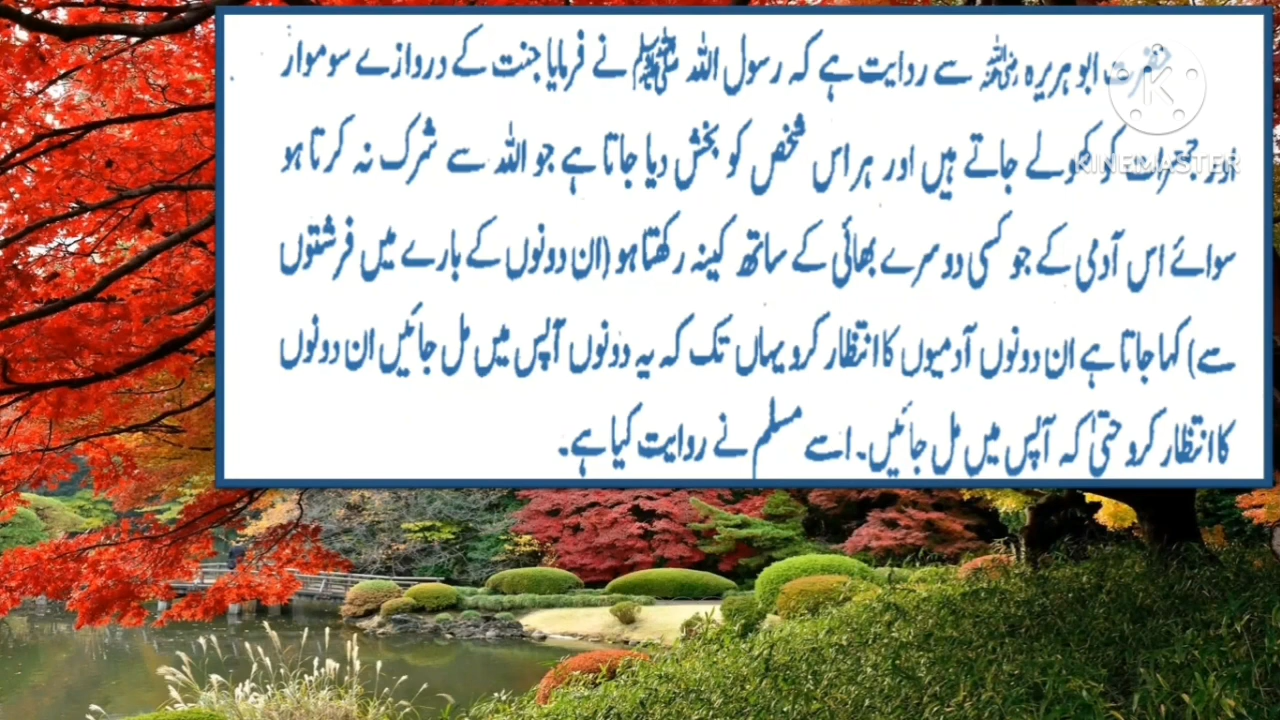 حضرت ابو ہریرہ رضی اللہ عنہ سے روایت ہے کہ رسول اللہ ﷺ نے فرمایا جنت کے دروازے سوموار
اور جمعرات کو کھولے جاتے ہیں اور ہر اس شخص کو بخش دیا جاتا ہے جو اللہ سے شرک نہ کرتا ہو
سوائے اس آدمی کے جو کسی دوسرے بھائی کے ساتھ کینہ رکھتا ہو (ان دونوں کے بارے میں فرشتوں
سے) کہا جاتا ہے ان دونوں آدمیوں کا انتظار کرو یہاں تک کہ یہ دونوں آپس میں مل جائیں ان دونوں
کا انتظار کرو حتیٰ کہ آپس میں مل جائیں۔ اسے مسلم نے روایت کیا ہے۔
K
KINEMASTER